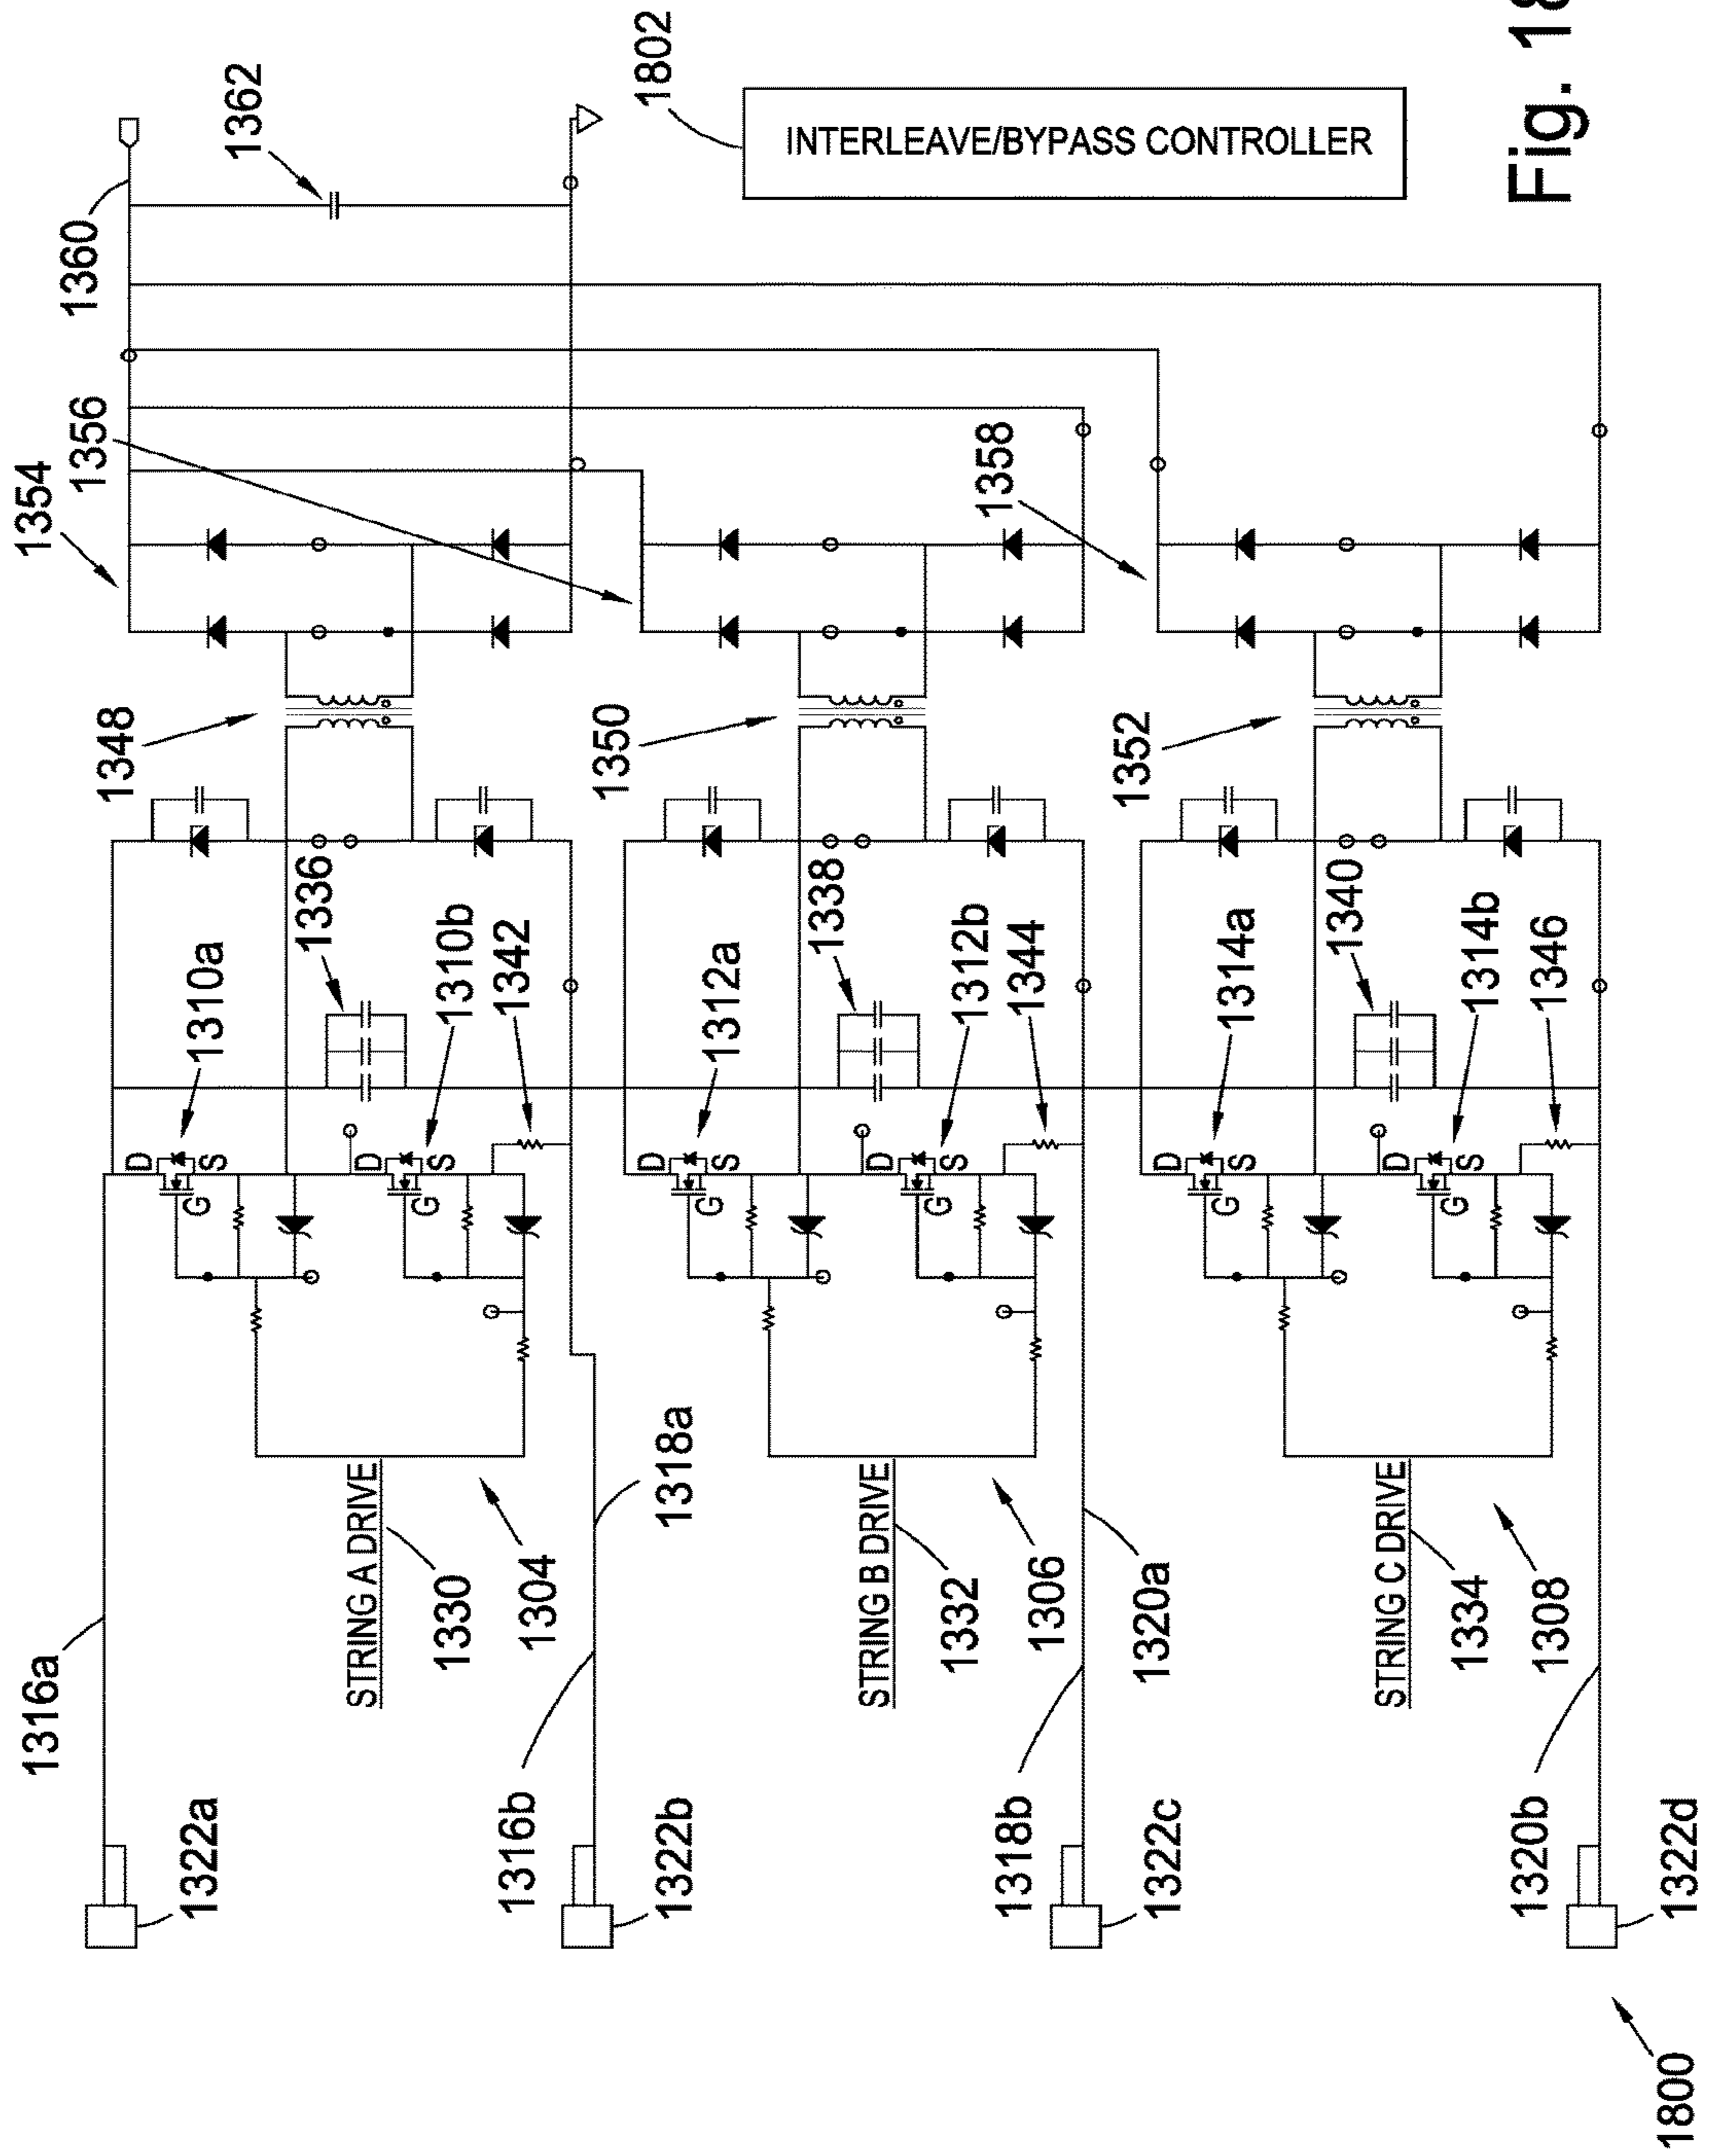 1354
1356
1360
1362
1802
INTERLEAVE/BYPASS CONTROLLER
Fig. 18
1348
1350
1352
1358
1310a
1336
1310b
1342
1312a
1338
1312b
1344
1314a
1340
1314b
1346
D
S
G
D
S
G
D
S
G
D
S
G
D
S
G
D
S
G
1316a
STRING A DRIVE
1330
1304
1318a
STRING B DRIVE
1332
1306
1320a
STRING C DRIVE
1334
1308
1322a
1316b
1322b
1318b
1322c
1320b
1322d
1800